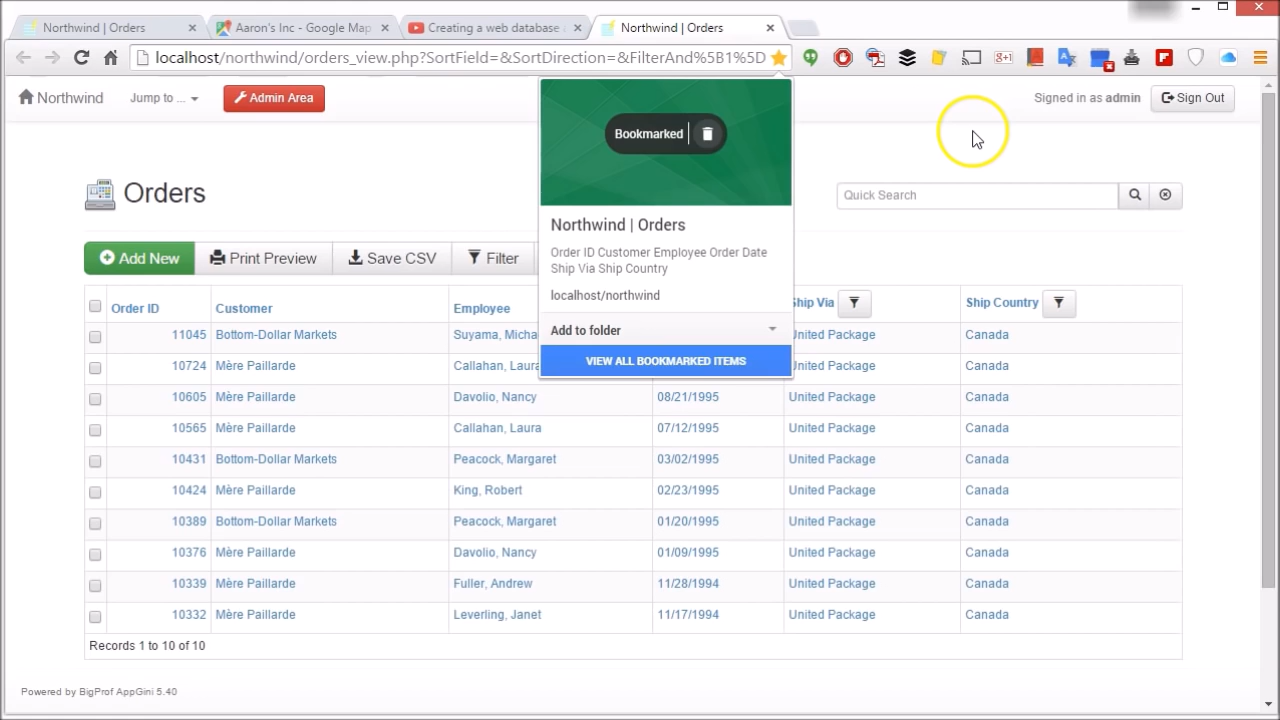 Northwind | Orders
Aaron's Inc - Google Map
Creating a web database
Northwind | Orders
localhost/northwind/orders_view.php?SortField=&SortDirection=&FilterAnd%5B1%5D
Northwind
Jump to ...
Admin Area
Signed in as admin
Sign Out
Bookmarked
Orders
Quick Search
Northwind | Orders
Order ID Customer Employee Order Date
Ship Via Ship Country
localhost/northwind
Add to folder
VIEW ALL BOOKMARKED ITEMS
Add New
Print Preview
Save CSV
Filter
Order ID Customer Employee Ship Via Ship Country
11045 Bottom-Dollar Markets Suyama, Micha United Package Canada
10724 Mère Paillarde Callahan, Laura United Package Canada
10605 Mère Paillarde Davolio, Nancy 08/21/1995 United Package Canada
10565 Mère Paillarde Callahan, Laura 07/12/1995 United Package Canada
10431 Bottom-Dollar Markets Peacock, Margaret 03/02/1995 United Package Canada
10424 Mère Paillarde King, Robert 02/23/1995 United Package Canada
10389 Bottom-Dollar Markets Peacock, Margaret 01/20/1995 United Package Canada
10376 Mère Paillarde Davolio, Nancy 01/09/1995 United Package Canada
10339 Mère Paillarde Fuller, Andrew 11/28/1994 United Package Canada
10332 Mère Paillarde Leverling, Janet 11/17/1994 United Package Canada
Records 1 to 10 of 10
Powered by BigProf AppGini 5.40